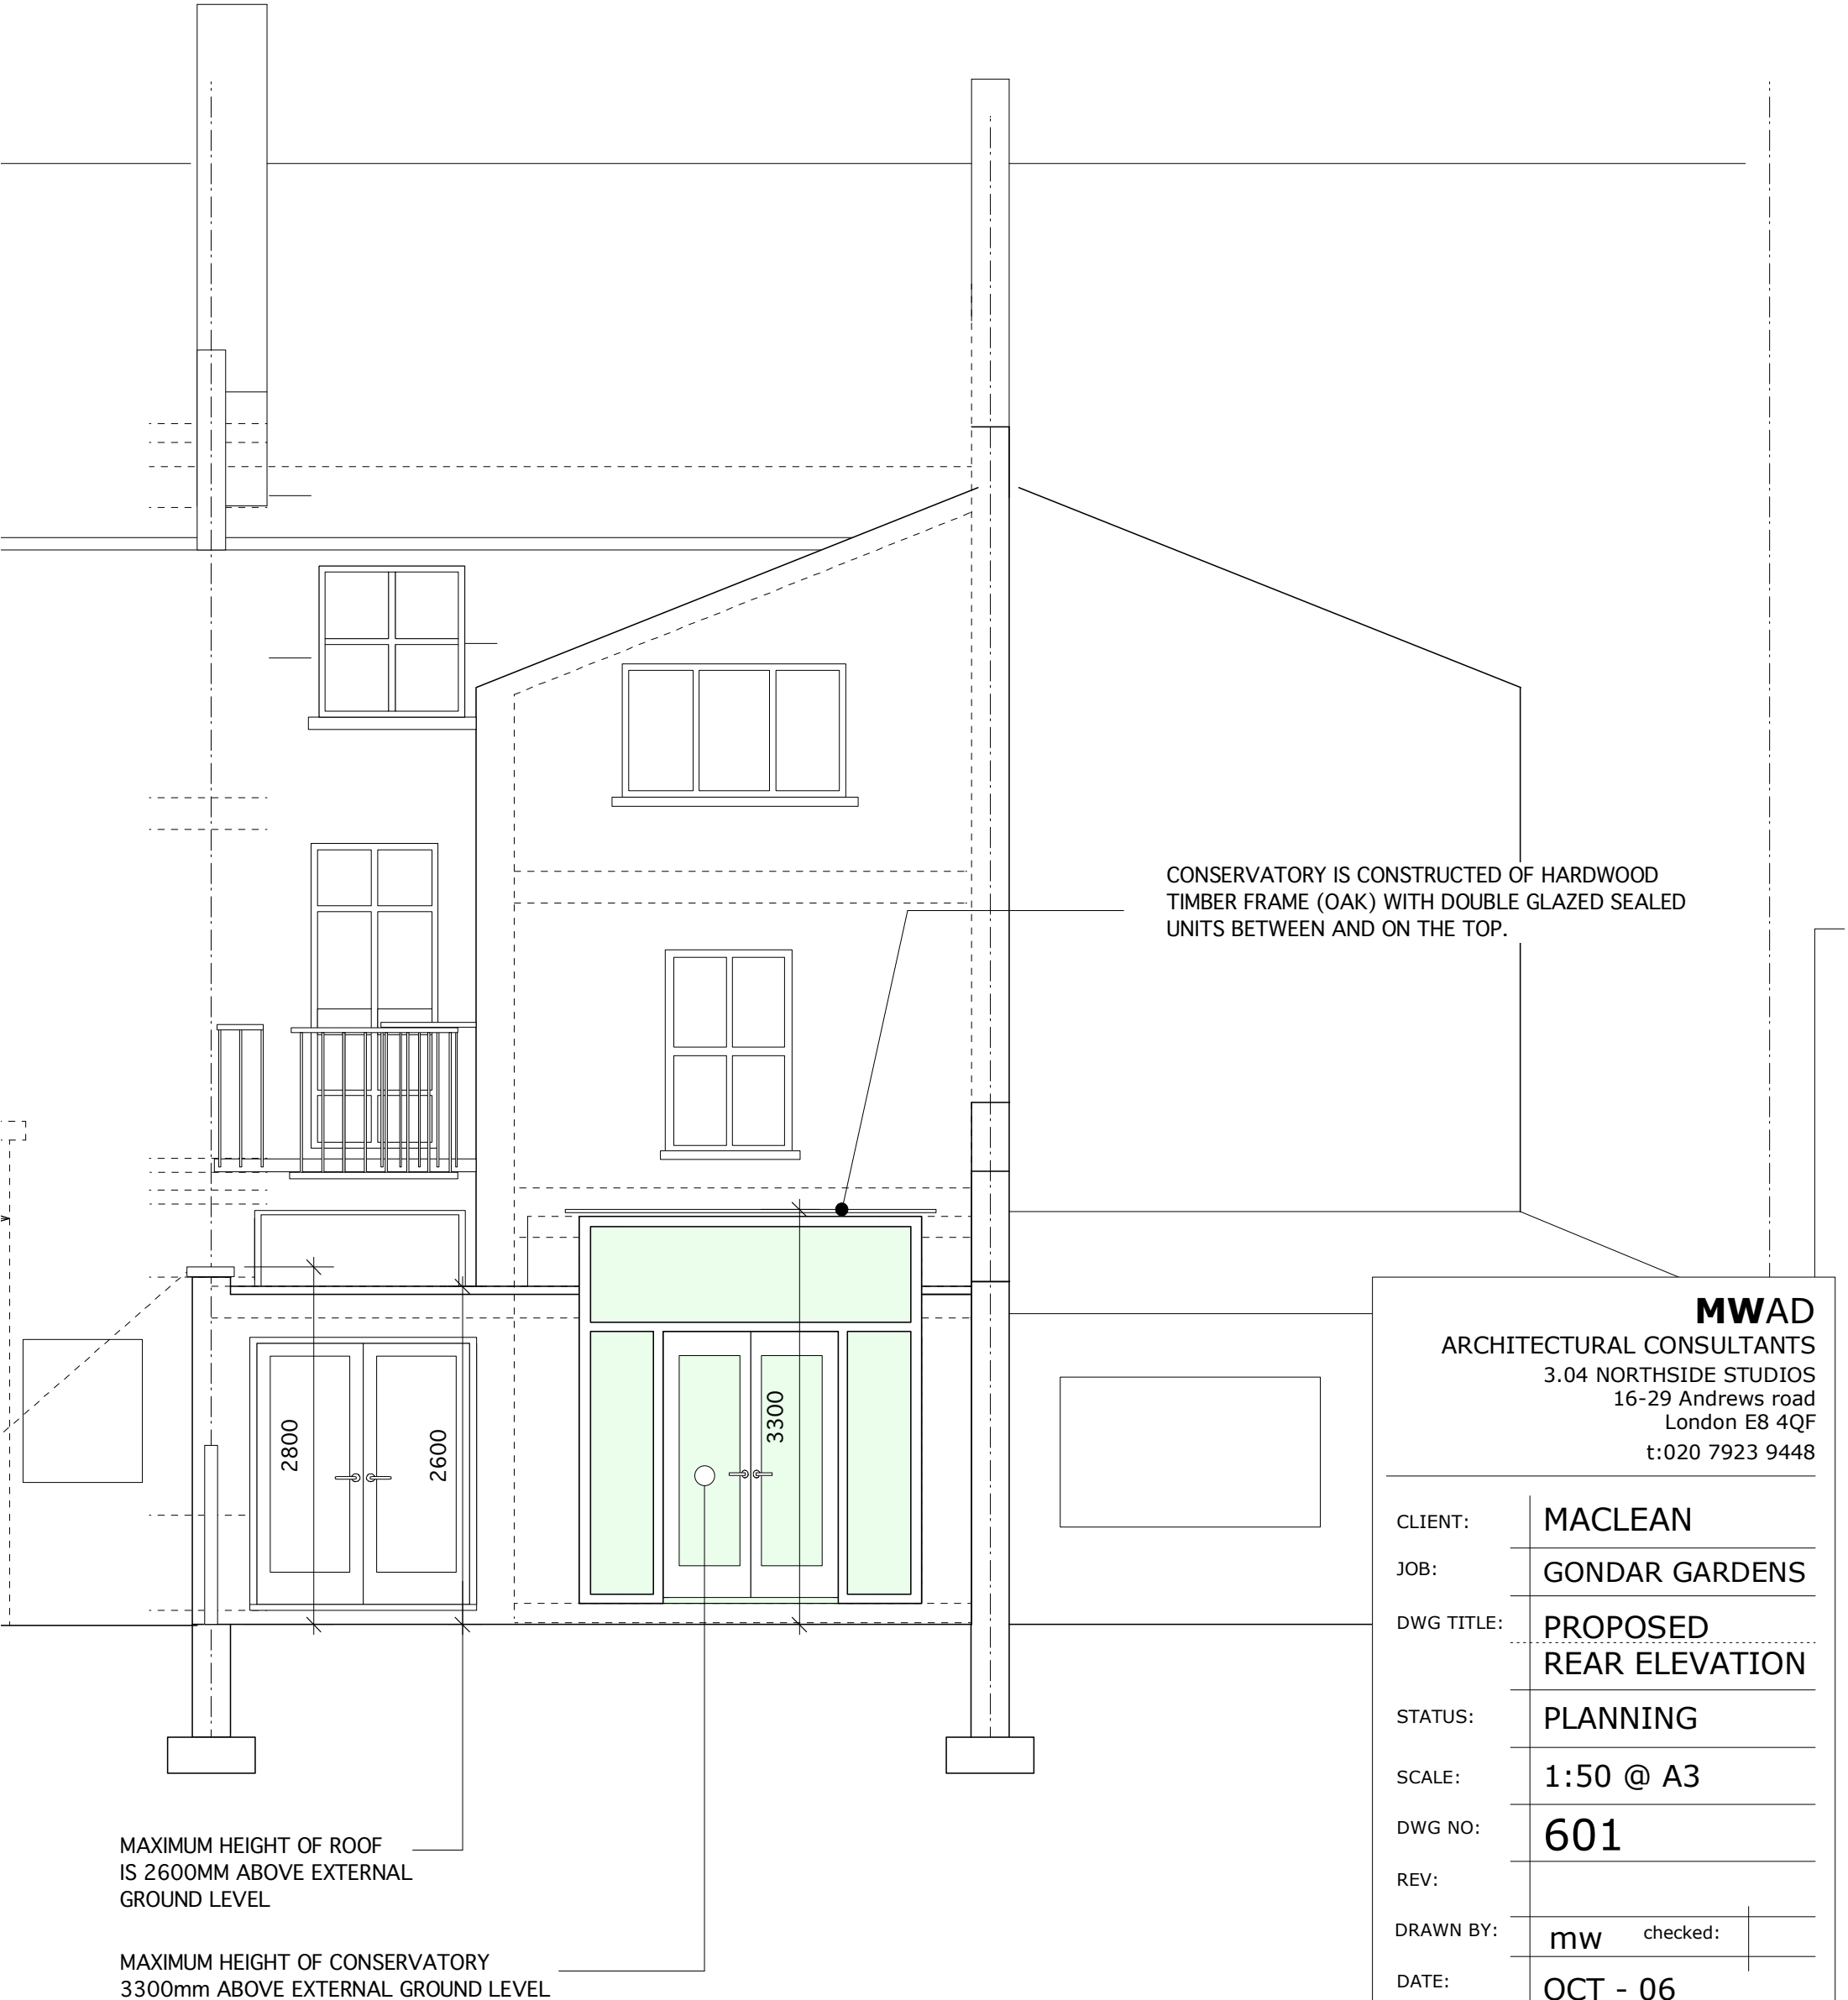 CONSERVATORY IS CONSTRUCTED OF HARDWOOD
TIMBER FRAME (OAK) WITH DOUBLE GLAZED SEALED
UNITS BETWEEN AND ON THE TOP.
2800
2600
3300
MAXIMUM HEIGHT OF ROOF
IS 2600MM ABOVE EXTERNAL
GROUND LEVEL
MAXIMUM HEIGHT OF CONSERVATORY
3300mm ABOVE EXTERNAL GROUND LEVEL
MWAD
ARCHITECTURAL CONSULTANTS
3.04 NORTHSIDE STUDIOS
16-29 Andrews road
London E8 4QF
t:020 7923 9448
CLIENT: MACLEAN
JOB: GONDAR GARDENS
DWG TITLE: PROPOSED
REAR ELEVATION
STATUS: PLANNING
SCALE: 1:50 @ A3
DWG NO: 601
REV:
DRAWN BY: mw checked:
DATE: OCT - 06